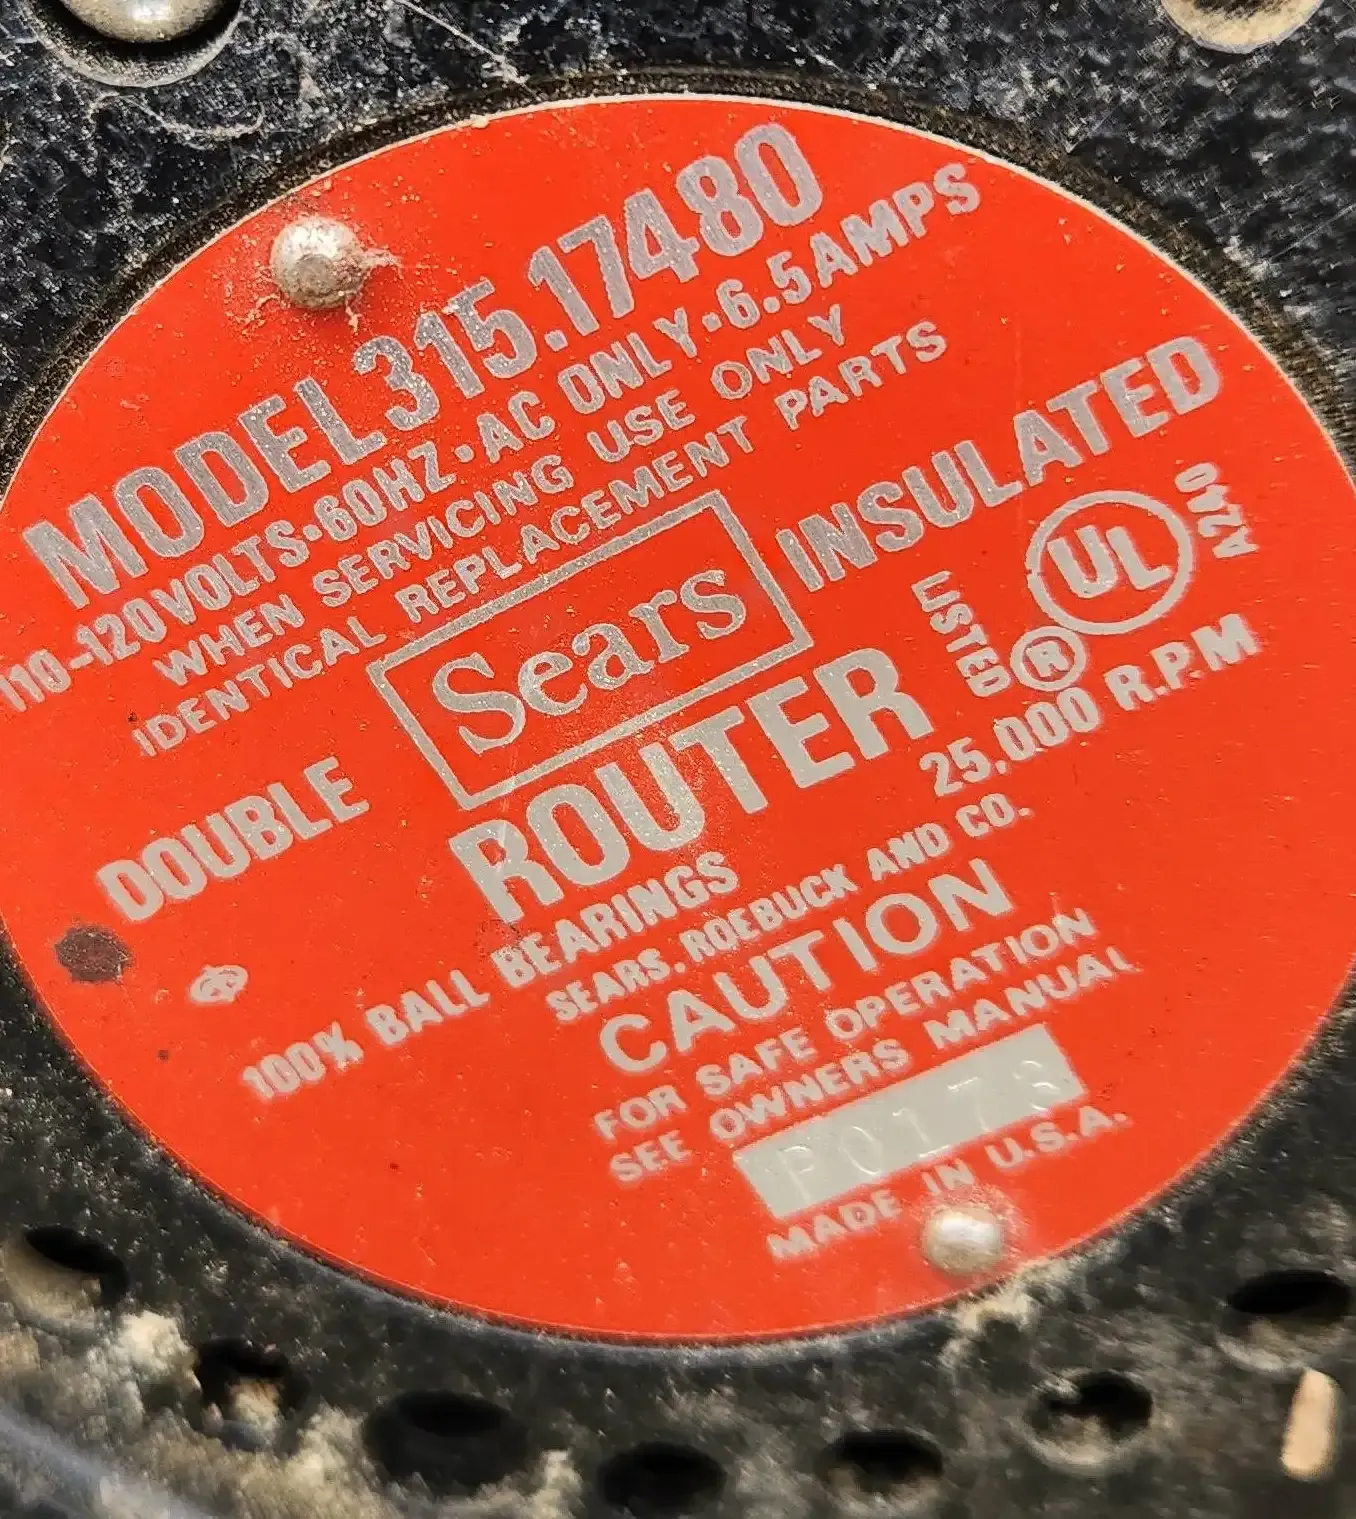 MODEL 315.17480
110-120 VOLTS·60HZ·AC ONLY·6.5 AMPS
WHEN SERVICING USE ONLY
IDENTICAL REPLACEMENT PARTS
DOUBLE Sears INSULATED
LISTED UL ® A240
ROUTER
100% BALL BEARINGS 25,000 R.P.M
SEARS, ROEBUCK AND CO.
CAUTION
FOR SAFE OPERATION
SEE OWNERS MANUAL
MADE IN U.S.A.